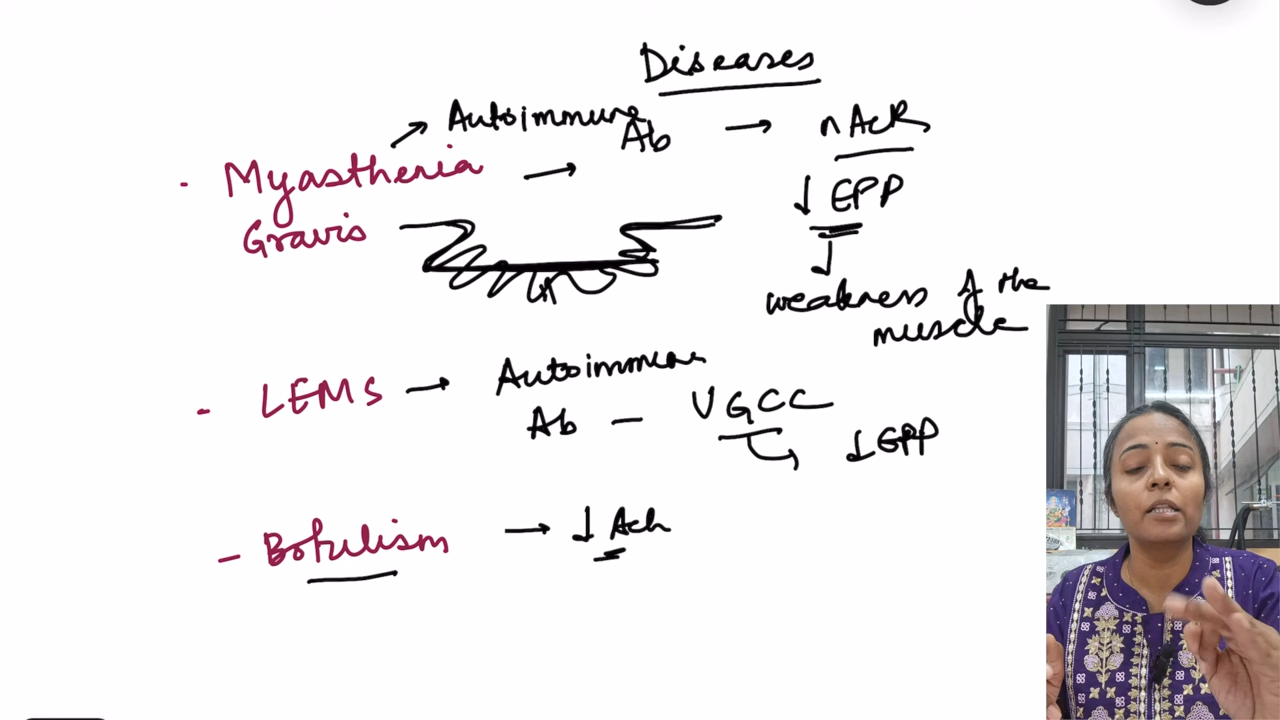 Diseases
Autoimmune
Ab → nAcR
Myasthenia →
Gravis
↓ EPP
weakness of the
muscle
- LEMS → Autoimmune
Ab - VGCC
↓ EPP
- Botulism → ↓ Ach